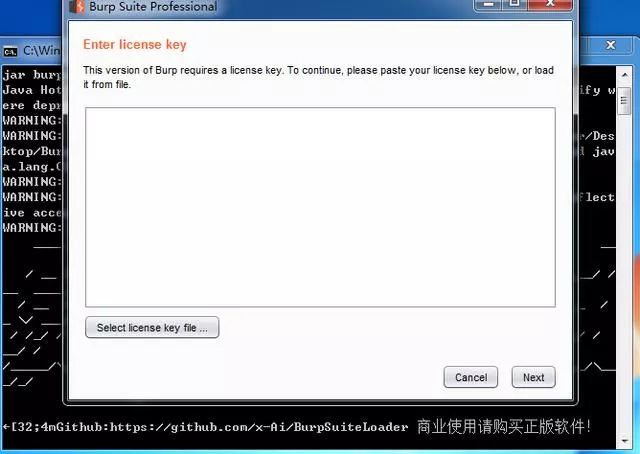 Burp Suite Professional
Enter license key
This version of Burp requires a license key. To continue, please paste your license key below, or load
it from file.
Select license key file ...
Cancel
Next
C:\Win
jar burp
Java Hot
ify w
ere depr
WARNING:
WARNING:
r/Des
ktop/Bur
java
a.lang.C
WARNING:
WARNING:
flect
ive acce
WARNING:
←[32;4mGithub:https://github.com/x-Ai/BurpSuiteLoader 商业使用请购买正版软件!